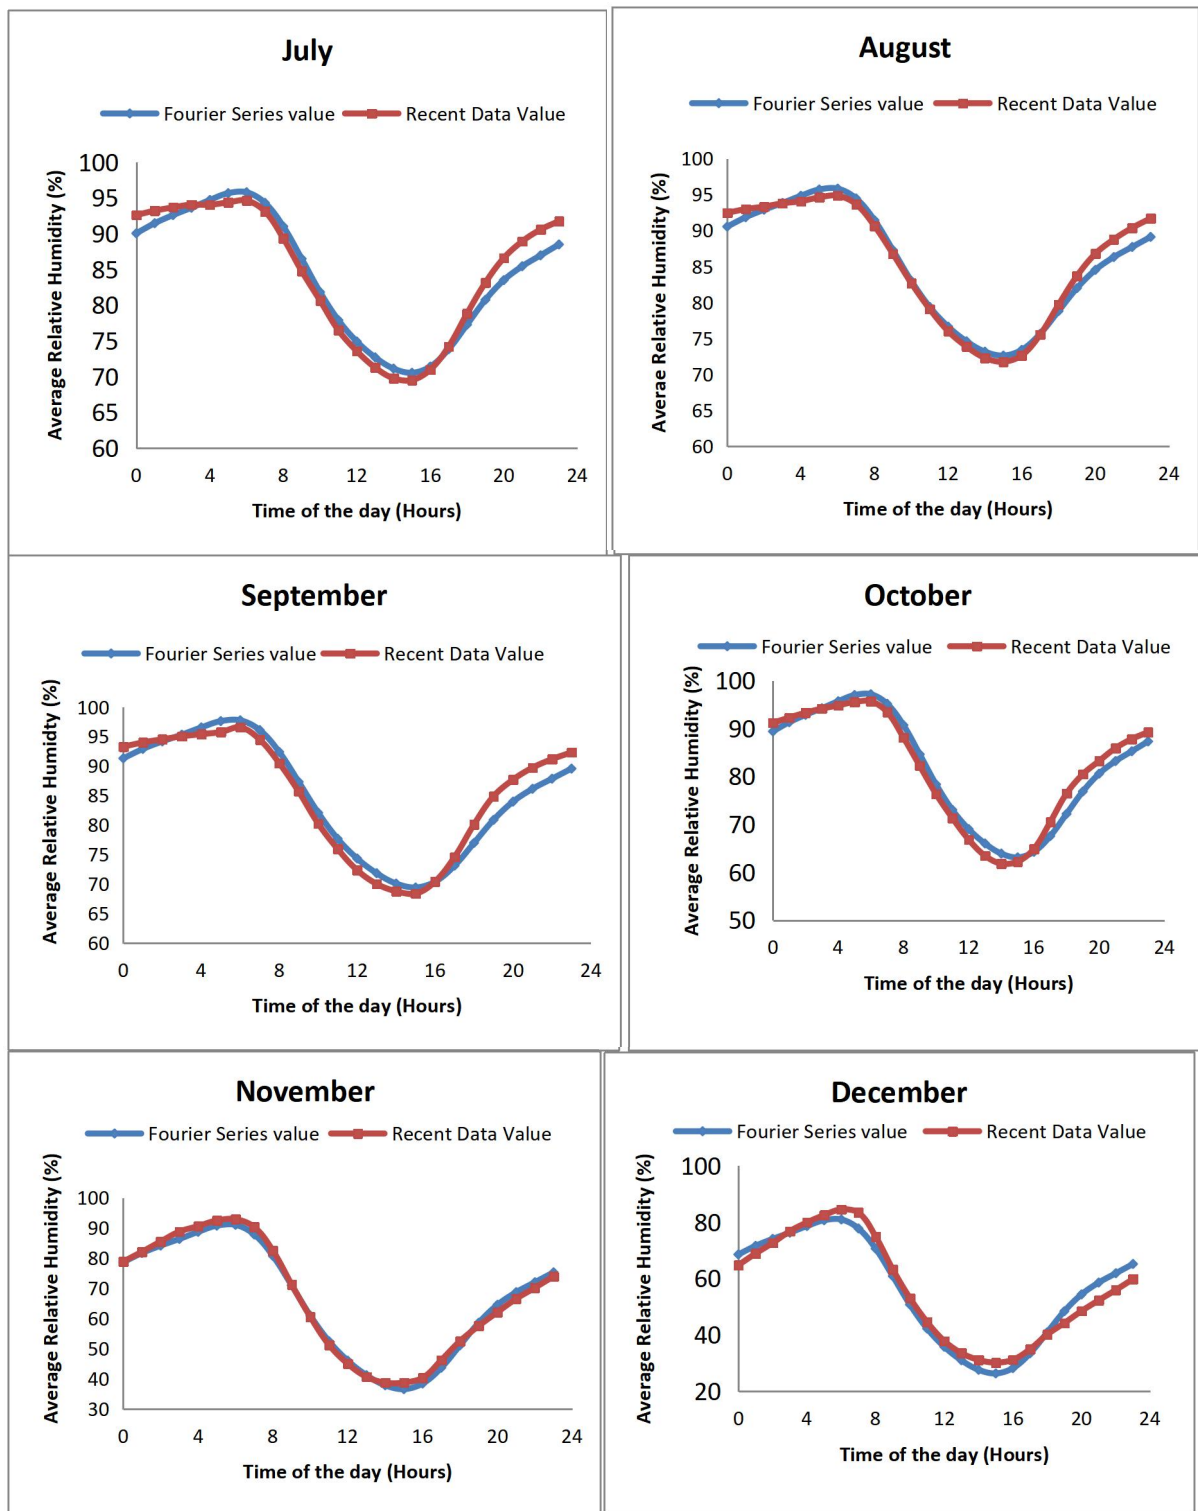 July
Fourier Series value Recent Data Value
Average Relative Humidity (%)
100
95
90
85
80
75
70
65
60
0 4 8 12 16 20 24
Time of the day (Hours)
August
Fourier Series value Recent Data Value
Averae Relative Humidity (%)
100
95
90
85
80
75
70
65
60
0 4 8 12 16 20 24
Time of the day (Hours)
September
Fourier Series value Recent Data Value
Average Relative Humidty (%)
100
95
90
85
80
75
70
65
60
0 4 8 12 16 20 24
Time of the day (Hours)
October
Fourier Series value Recent Data Value
Average Relative Humidity (%)
100
90
80
70
60
50
0 4 8 12 16 20 24
Time of the day (Hours)
November
Fourier Series value Recent Data Value
Average Relative Humidity (%)
100
90
80
70
60
50
40
30
0 4 8 12 16 20 24
Time of the day (Hours)
December
Fourier Series value Recent Data Value
Average Relative Humidity (%)
100
80
60
40
20
0 4 8 12 16 20 24
Time of the day (Hours)